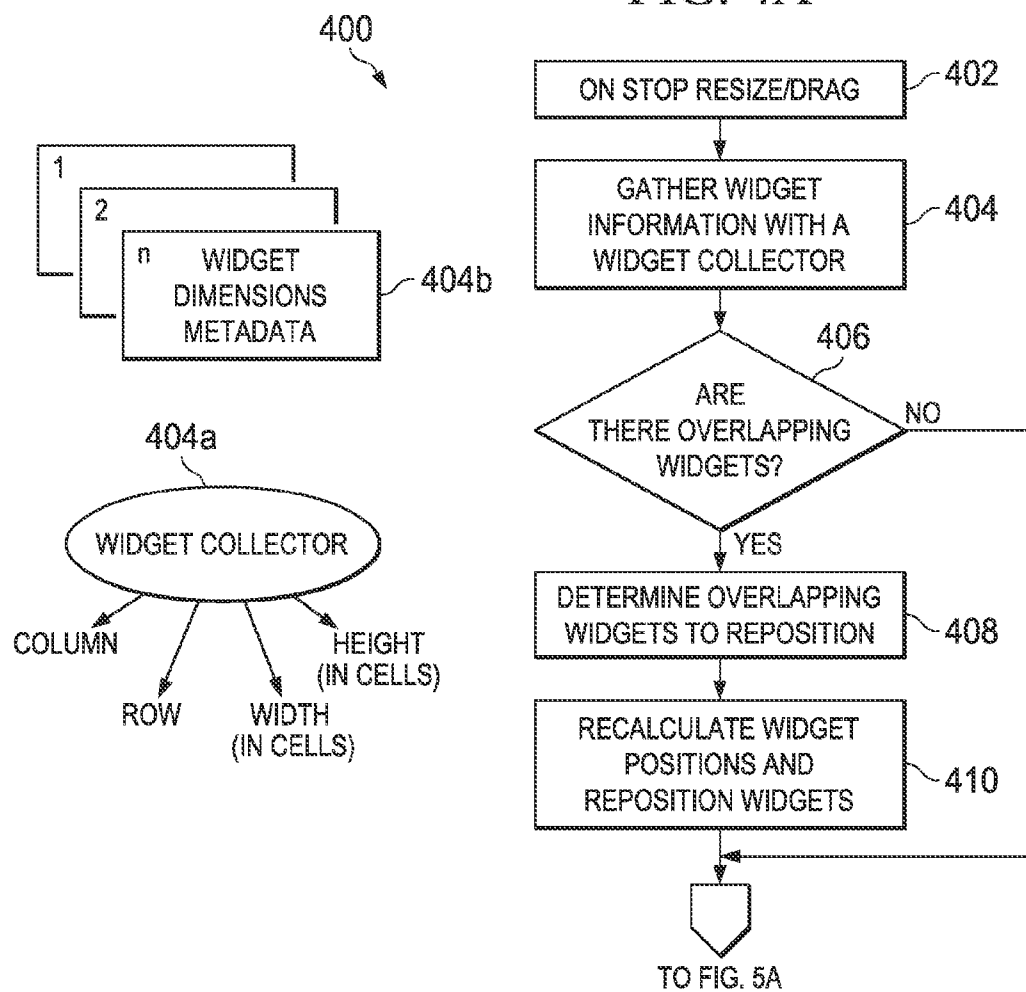 400
1
2
n
WIDGET
DIMENSIONS
METADATA
404b
404a
WIDGET COLLECTOR
COLUMN
ROW
WIDTH
(IN CELLS)
HEIGHT
(IN CELLS)
ON STOP RESIZE/DRAG
402
GATHER WIDGET
INFORMATION WITH A
WIDGET COLLECTOR
404
406
ARE
THERE OVERLAPPING
WIDGETS?
NO
YES
DETERMINE OVERLAPPING
WIDGETS TO REPOSITION
408
RECALCULATE WIDGET
POSITIONS AND
REPOSITION WIDGETS
410
TO FIG. 5A